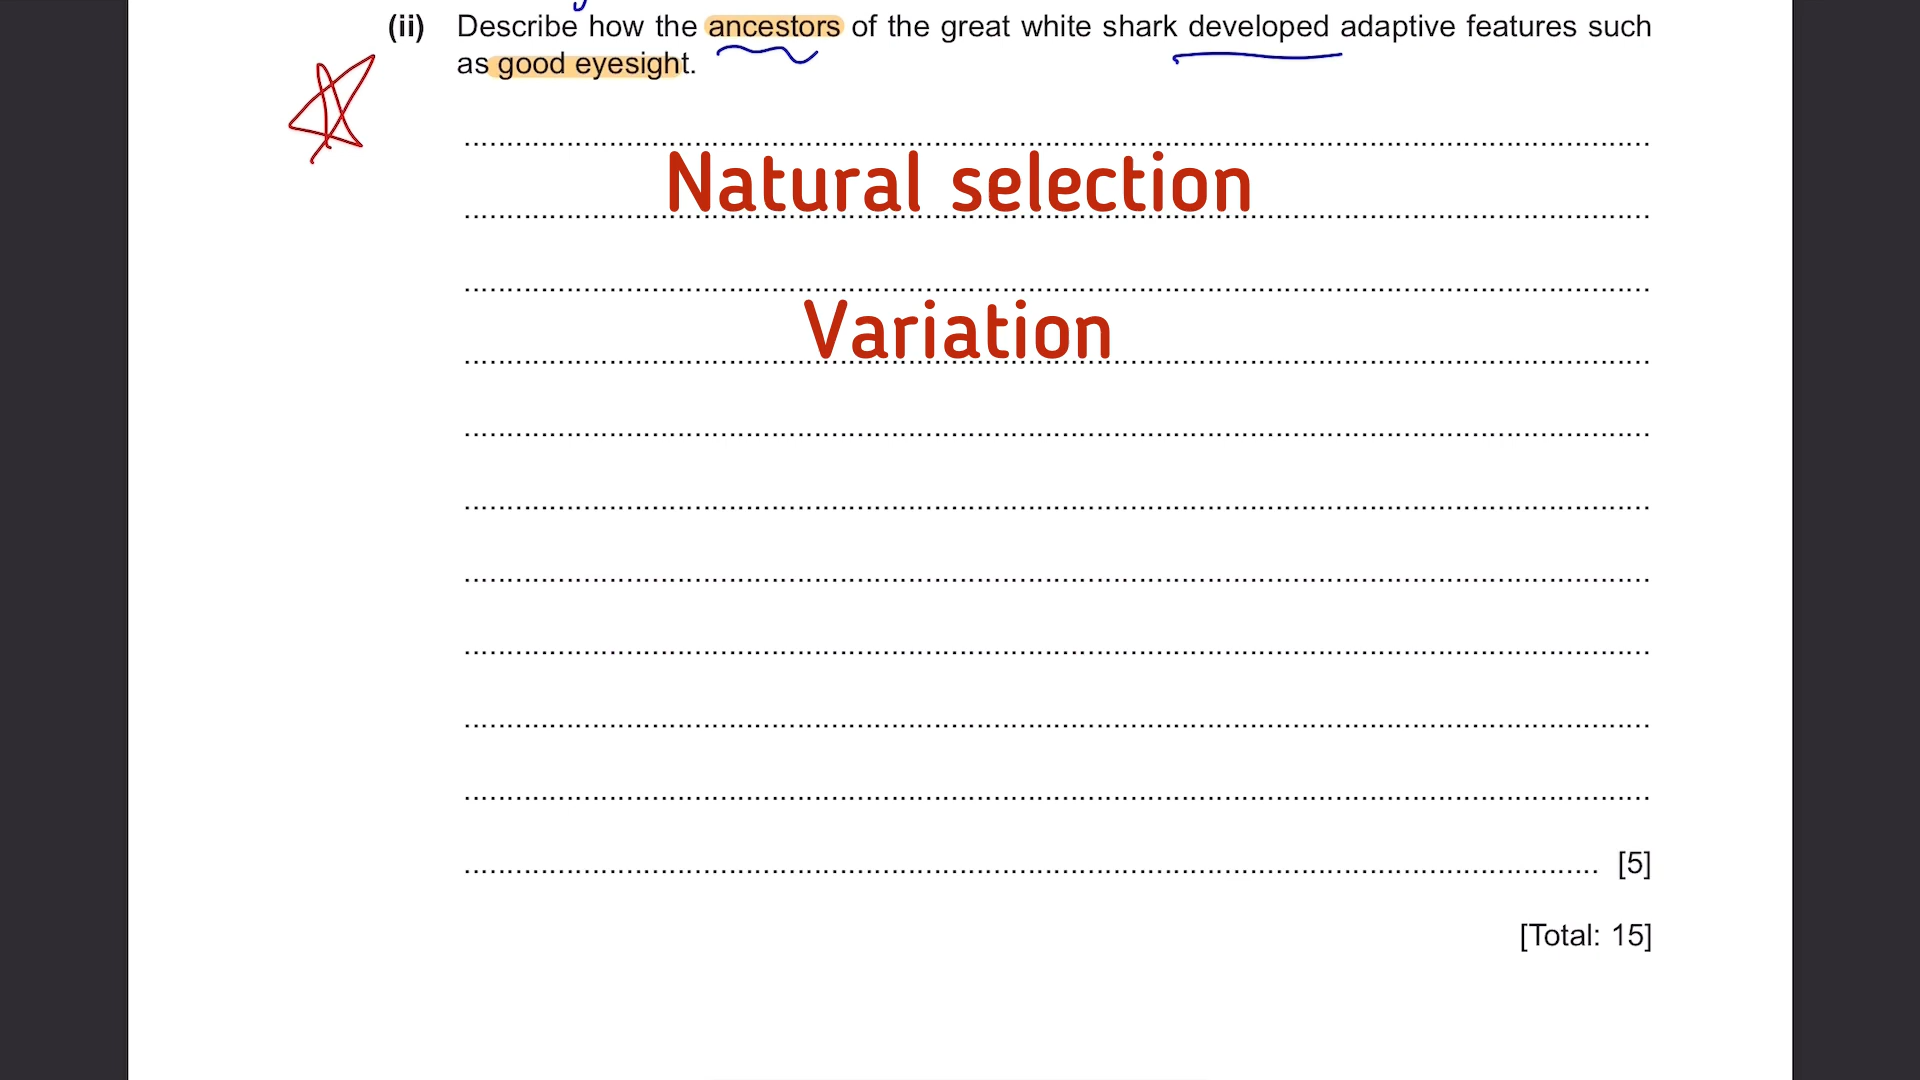 (ii) Describe how the ancestors of the great white shark developed adaptive features such
as good eyesight.
Natural selection
Variation
[5]
[Total: 15]